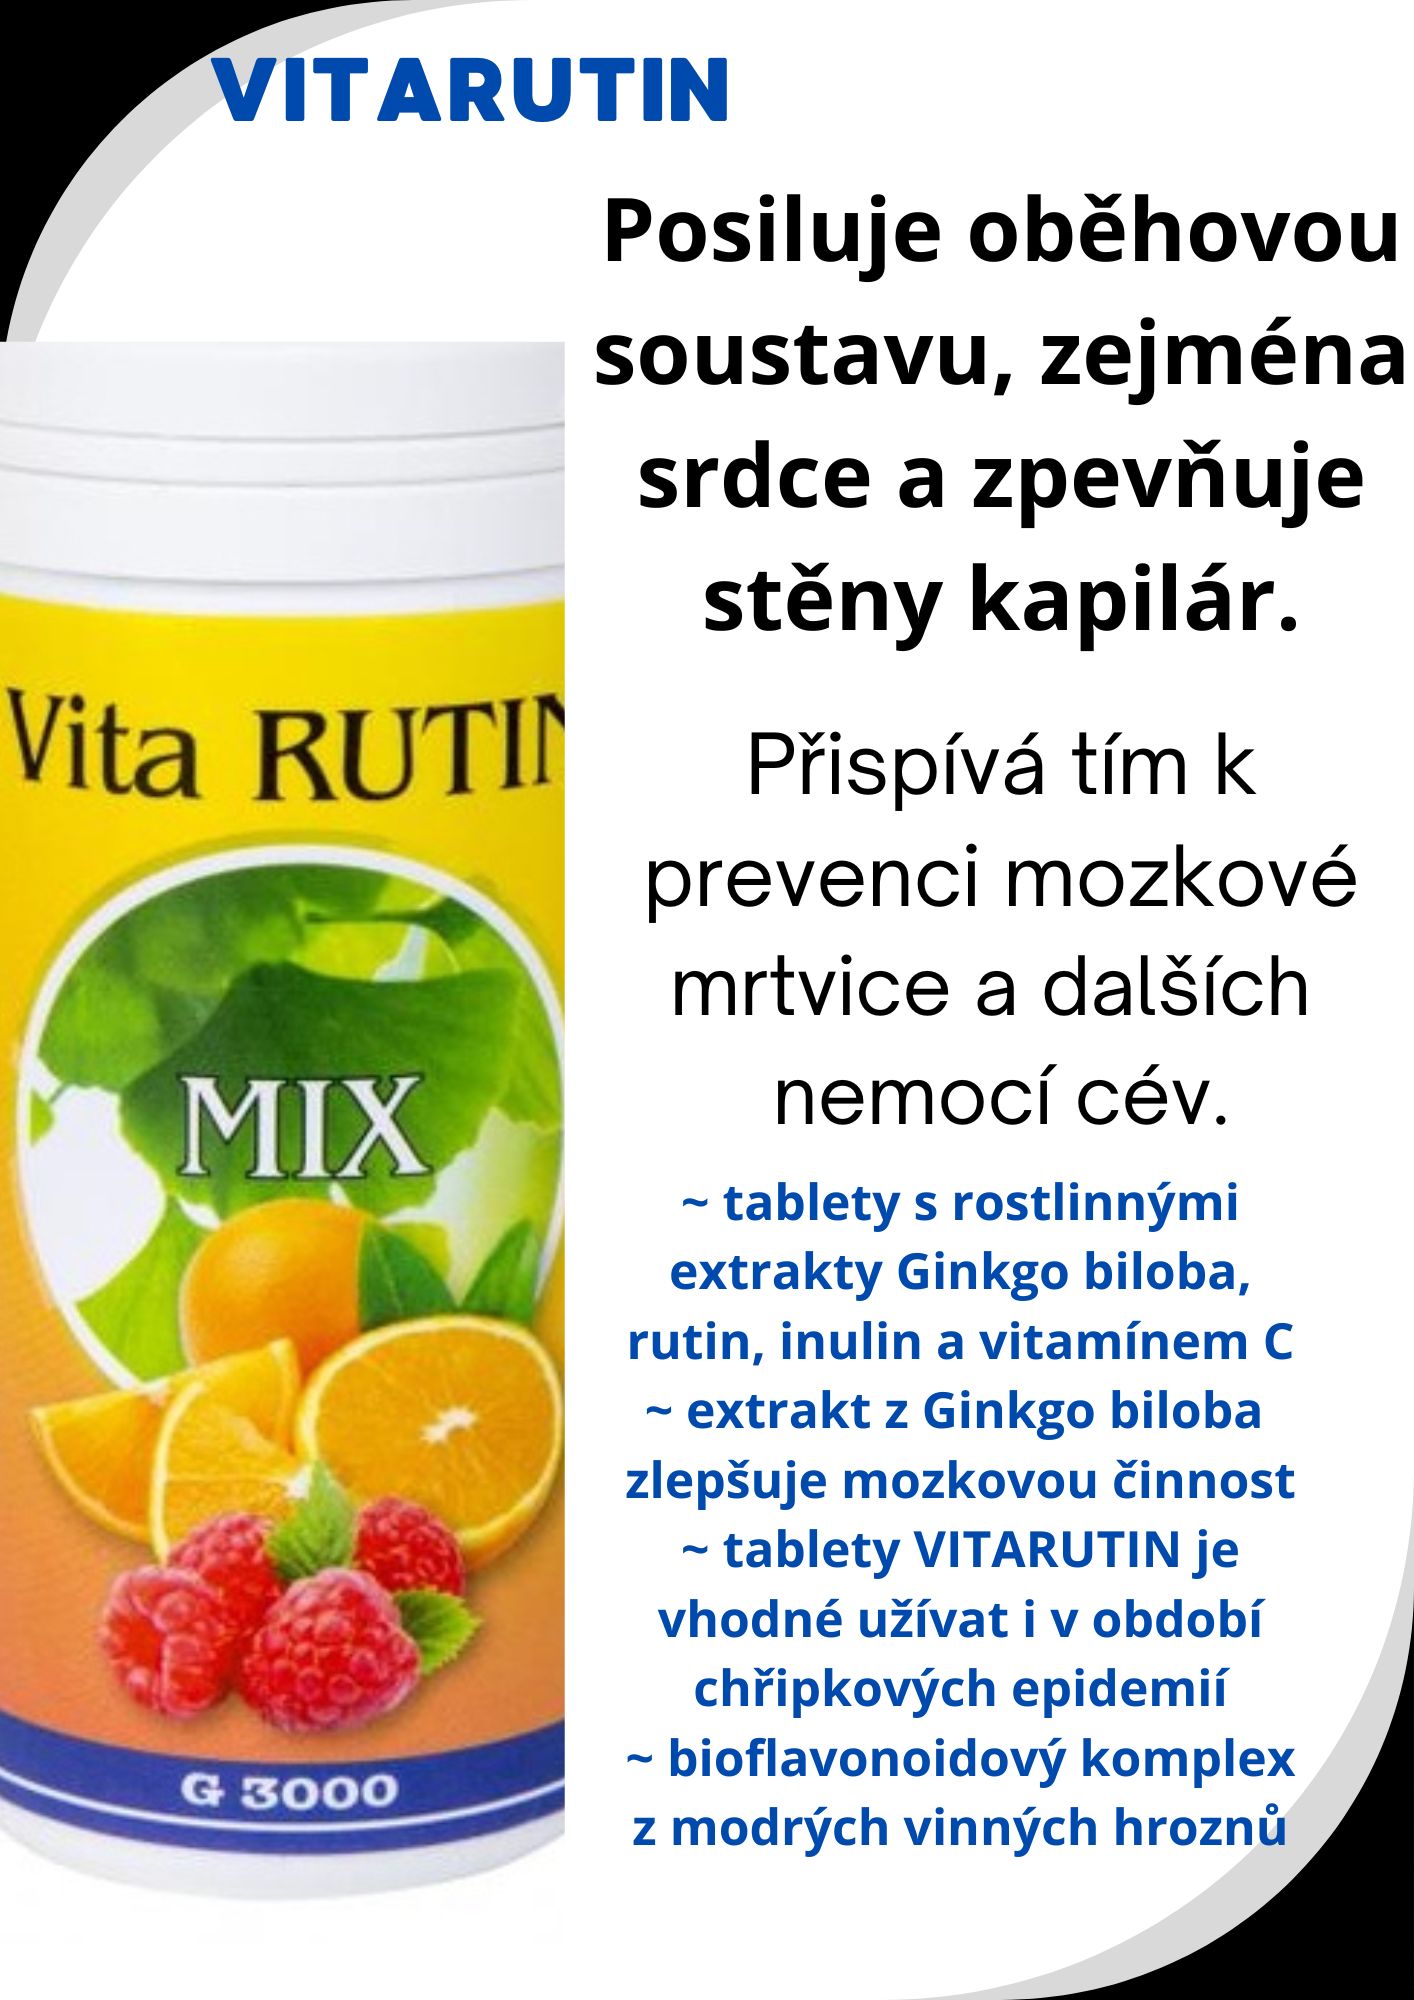 VITARUTIN
Posiluje oběhovou
soustavu, zejména
srdce a zpevňuje
stěny kapilár.
Přispívá tím k
prevenci mozkové
mrtvice a dalších
nemocí cév.
~ tablety s rostlinnými
extrakty Ginkgo biloba,
rutin, inulin a vitamínem C
~ extrakt z Ginkgo biloba
zlepšuje mozkovou činnost
~ tablety VITARUTIN je
vhodné užívat i v období
chřipkových epidemií
~ bioflavonoidový komplex
z modrých vinných hroznů
Vita RUTIN
MIX
G 3000